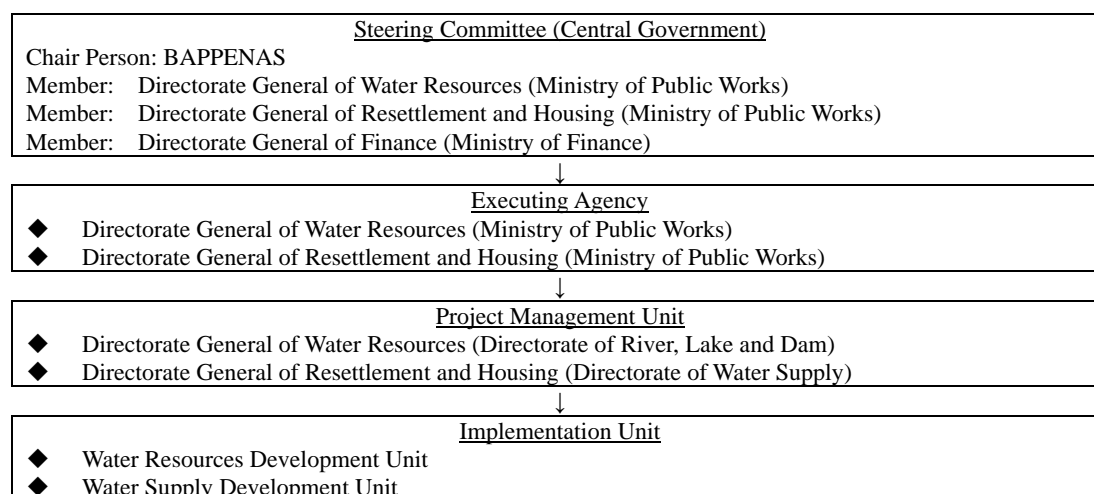 Steering Committee (Central Government)
Chair Person: BAPPENAS
Member: Directorate General of Water Resources (Ministry of Public Works)
Member: Directorate General of Resettlement and Housing (Ministry of Public Works)
Member: Directorate General of Finance (Ministry of Finance)
↓
Executing Agency
◆ Directorate General of Water Resources (Ministry of Public Works)
◆ Directorate General of Resettlement and Housing (Ministry of Public Works)
↓
Project Management Unit
◆ Directorate General of Water Resources (Directorate of River, Lake and Dam)
◆ Directorate General of Resettlement and Housing (Directorate of Water Supply)
↓
Implementation Unit
◆ Water Resources Development Unit
◆ Water Supply Development Unit